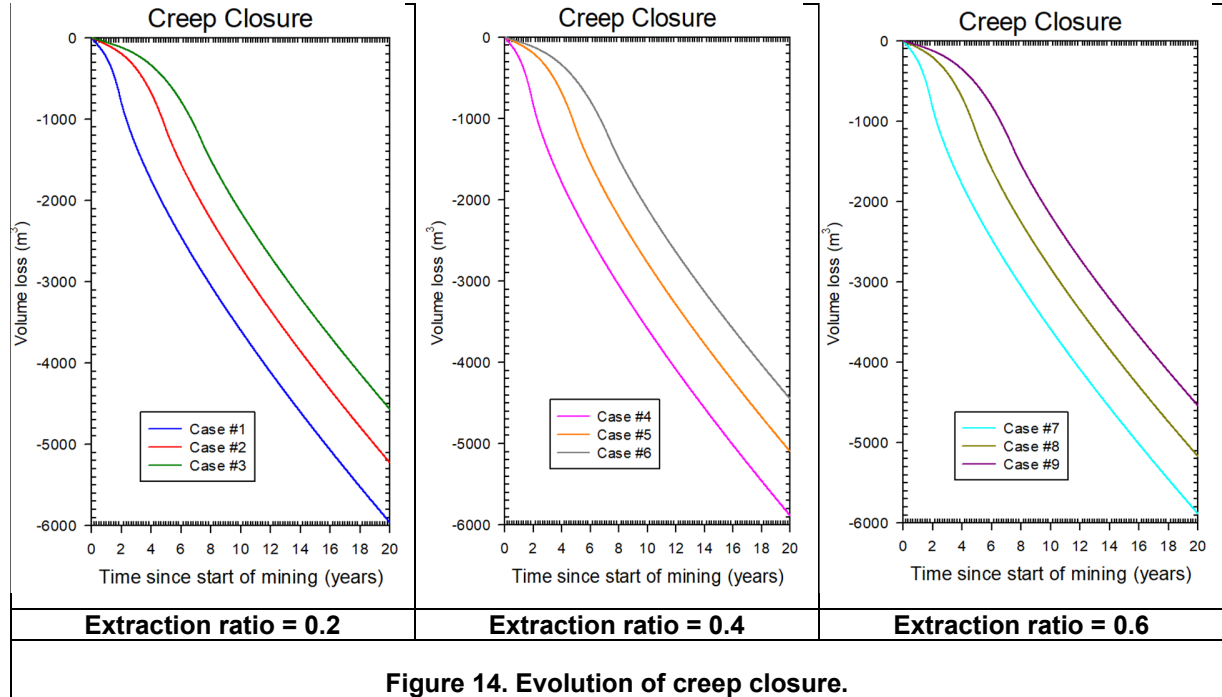 Creep Closure
0
-1000
-2000
-3000
-4000
-5000
-6000
Volume loss (m³)
Case #1
Case #2
Case #3
0 2 4 6 8 10 12 14 16 18 20
Time since start of mining (years)
Extraction ratio = 0.2
Creep Closure
0
-1000
-2000
-3000
-4000
-5000
-6000
Volume loss (m³)
Case #4
Case #5
Case #6
0 2 4 6 8 10 12 14 16 18 20
Time since start of mining (years)
Extraction ratio = 0.4
Creep Closure
0
-1000
-2000
-3000
-4000
-5000
-6000
Volume loss (m³)
Case #7
Case #8
Case #9
0 2 4 6 8 10 12 14 16 18 20
Time since start of mining (years)
Extraction ratio = 0.6
Figure 14. Evolution of creep closure.